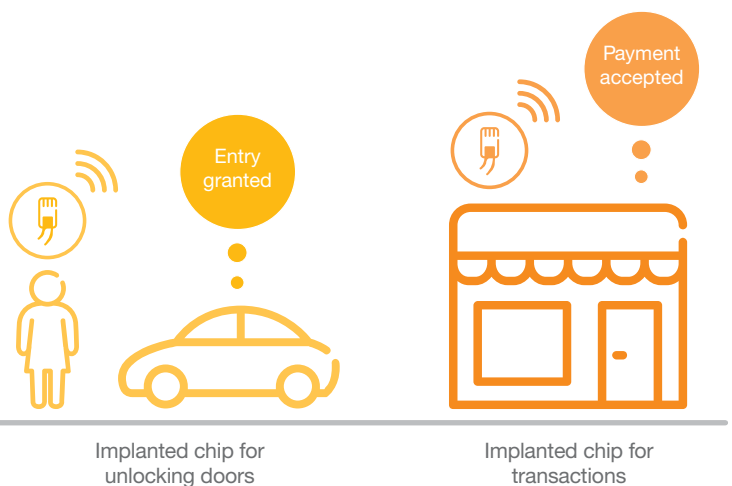 Payment
accepted
Entry
granted
Implanted chip for
unlocking doors
Implanted chip for
transactions